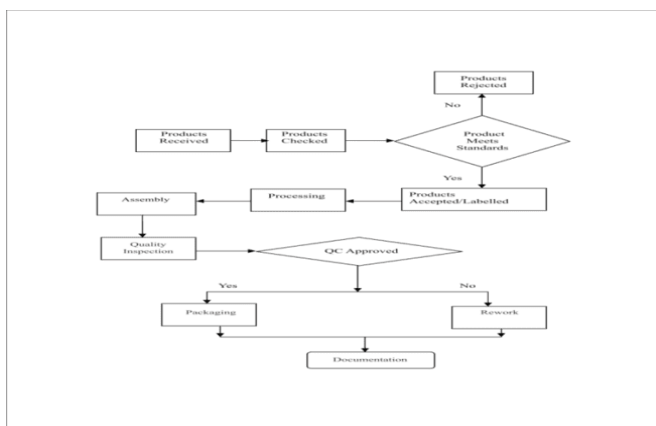 Products
Rejected
No
Products
Received
Products
Checked
Product
Meets
Standards
Yes
Products
Accepted/Labelled
Processing
Assembly
Quality
Inspection
QC Approved
Yes
No
Packaging
Rework
Documentation